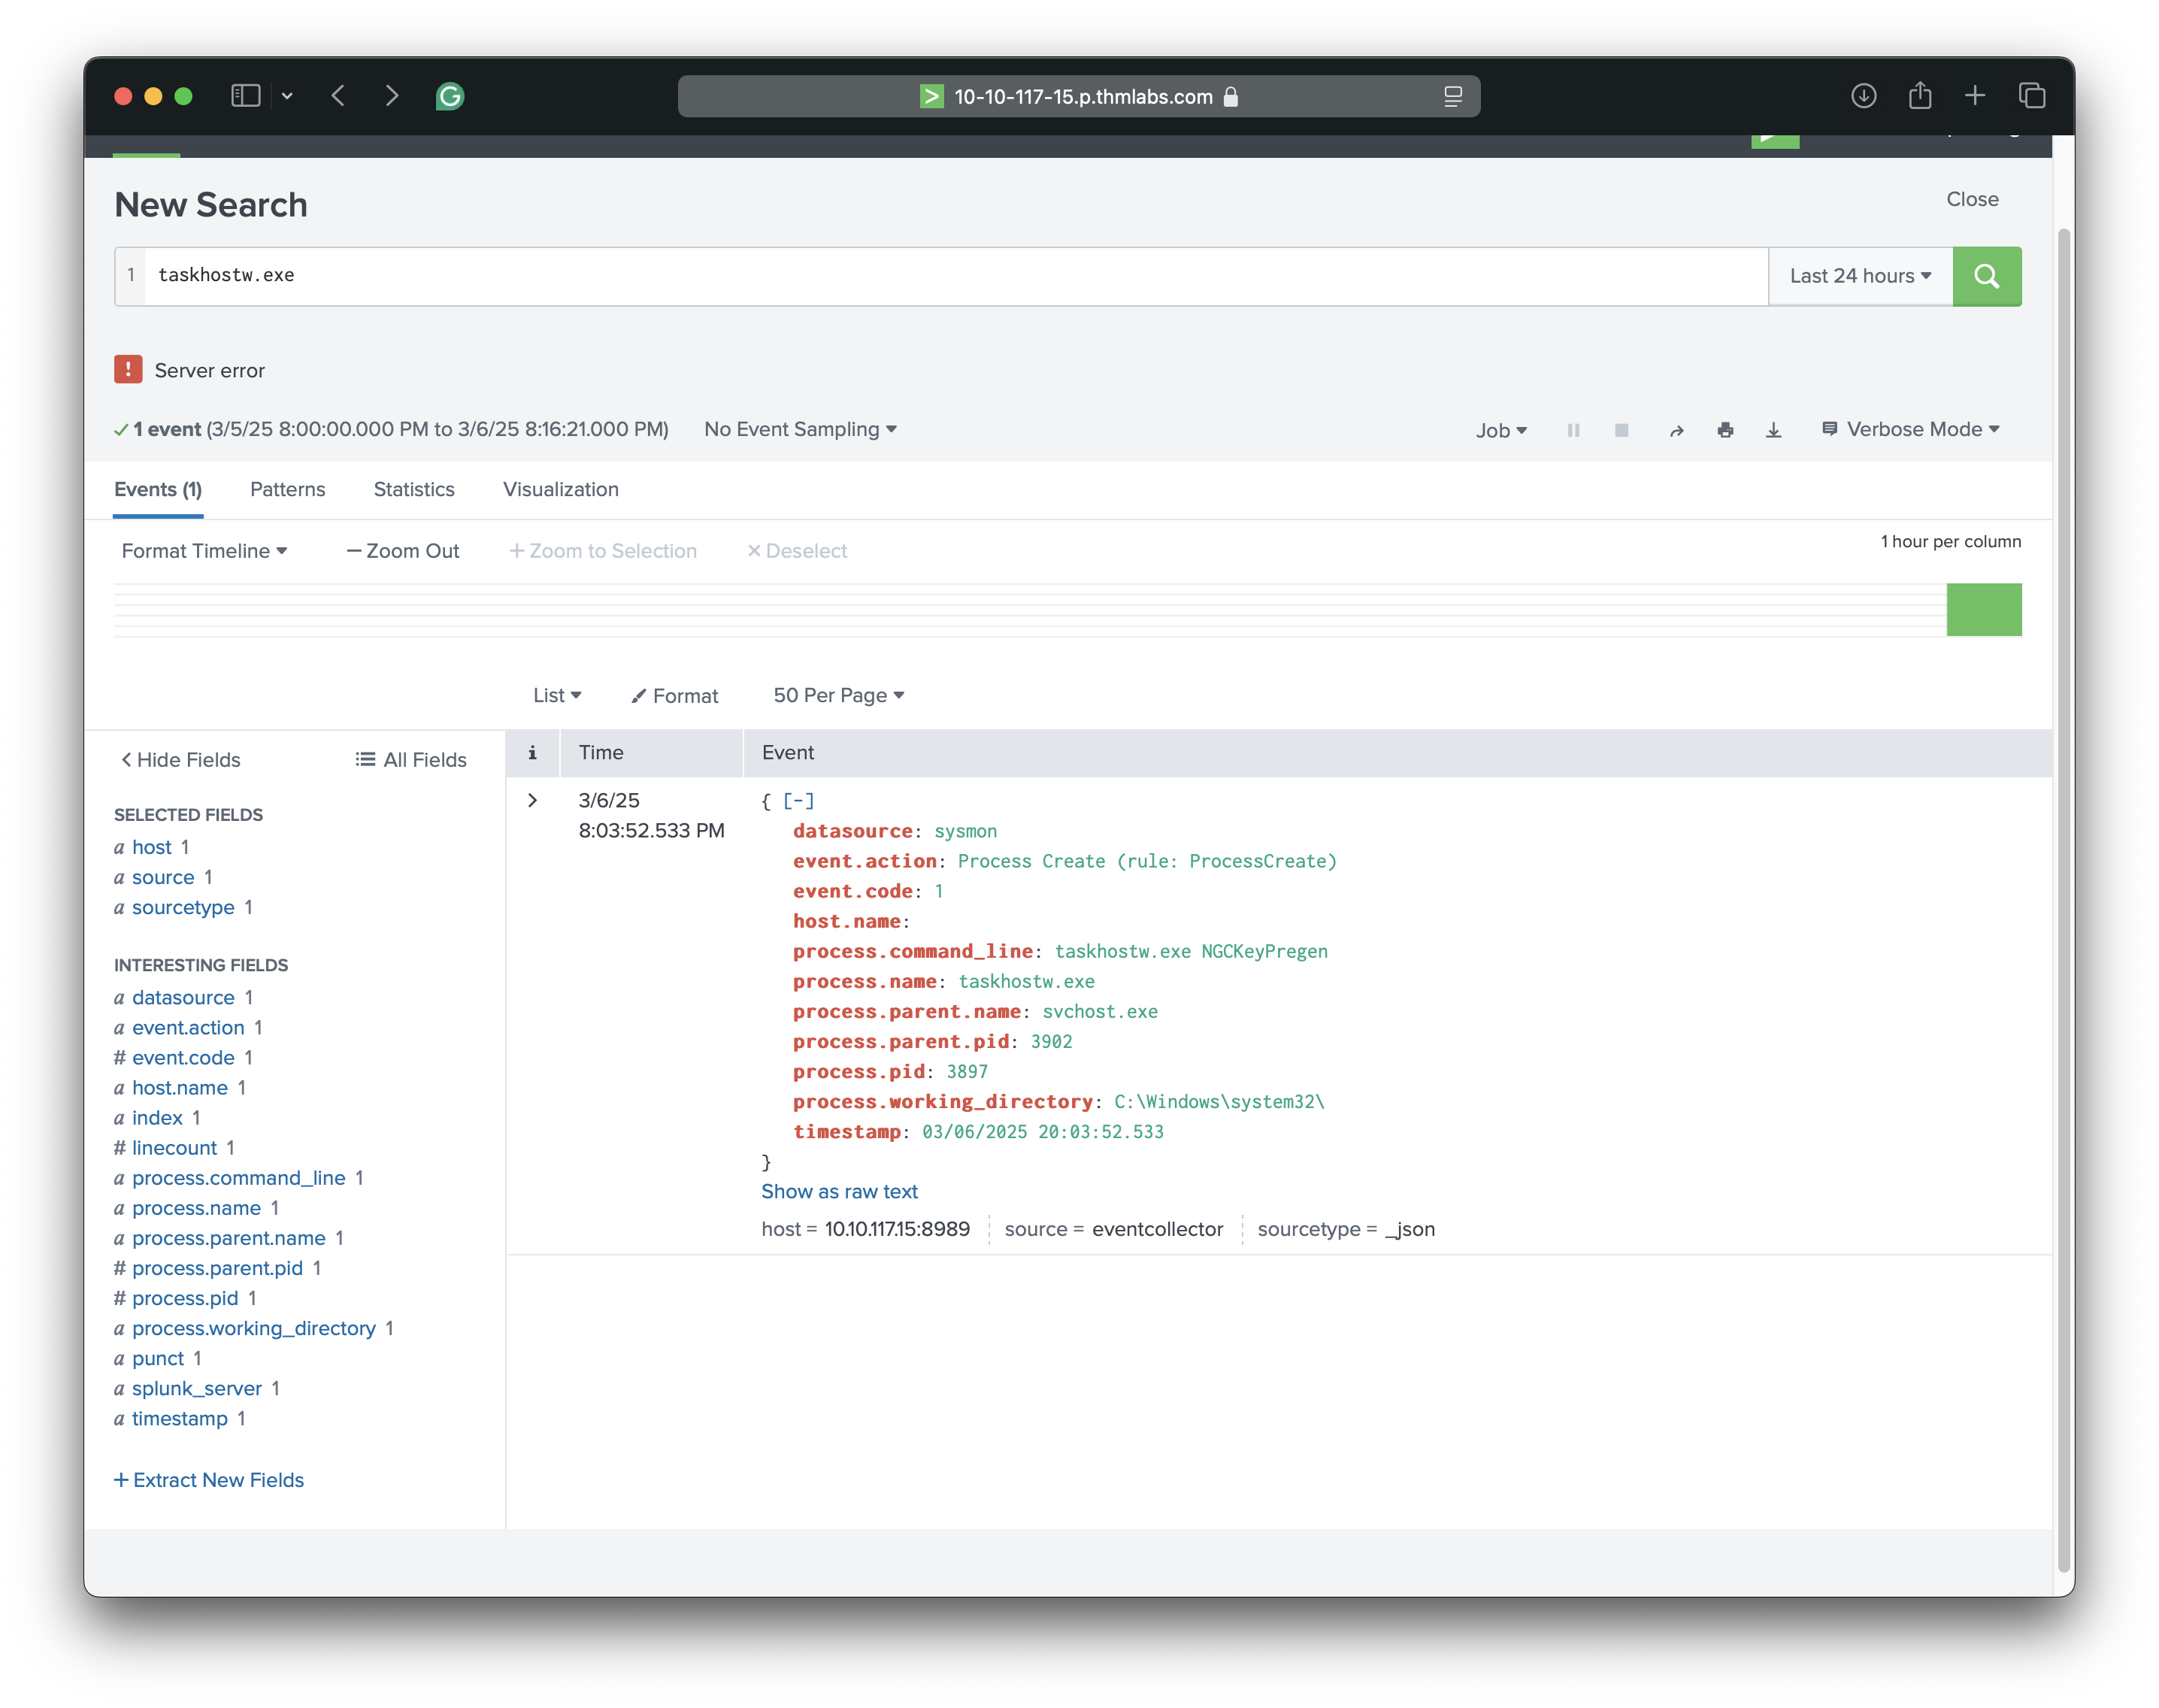 10-10-117-15.p.thmlabs.com
New Search
Close
1 taskhostw.exe
Last 24 hours
! Server error
1 event (3/5/25 8:00:00.000 PM to 3/6/25 8:16:21.000 PM)
No Event Sampling
Job
Verbose Mode
Events (1)
Patterns
Statistics
Visualization
Format Timeline
— Zoom Out
+ Zoom to Selection
× Deselect
1 hour per column
List
Format
50 Per Page
< Hide Fields
All Fields
SELECTED FIELDS
a host 1
a source 1
a sourcetype 1
INTERESTING FIELDS
a datasource 1
a event.action 1
# event.code 1
a host.name 1
a index 1
# linecount 1
a process.command_line 1
a process.name 1
a process.parent.name 1
# process.parent.pid 1
# process.pid 1
a process.working_directory 1
a punct 1
a splunk_server 1
a timestamp 1
+ Extract New Fields
i
Time
Event
>
3/6/25
8:03:52.533 PM
{ [-]
datasource: sysmon
event.action: Process Create (rule: ProcessCreate)
event.code: 1
host.name:
process.command_line: taskhostw.exe NGCKeyPregen
process.name: taskhostw.exe
process.parent.name: svchost.exe
process.parent.pid: 3902
process.pid: 3897
process.working_directory: C:\Windows\system32\
timestamp: 03/06/2025 20:03:52.533
}
Show as raw text
host = 10.10.117.15:8989
source = eventcollector
sourcetype = _json